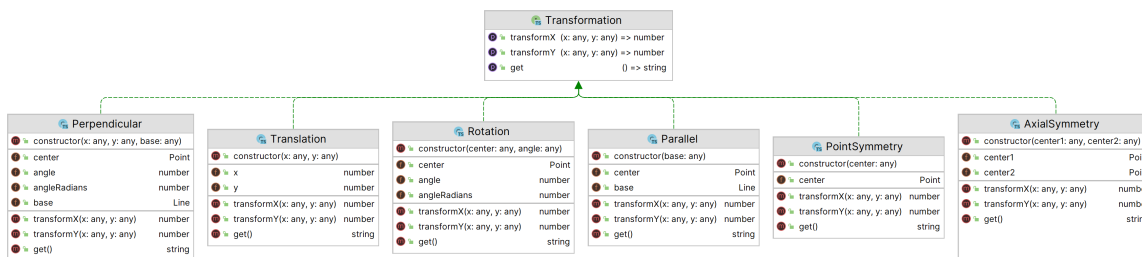 Transformation
transformX (x: any, y: any) => number
transformY (x: any, y: any) => number
get () => string
Perpendicular
constructor(x: any, y: any, base: any)
center Point
angle number
angleRadians number
base Line
transformX(x: any, y: any) number
transformY(x: any, y: any) number
get() string
Translation
constructor(x: any, y: any)
x number
y number
transformX(x: any, y: any) number
transformY(x: any, y: any) number
get() string
Rotation
constructor(center: any, angle: any)
center Point
angle number
angleRadians number
transformX(x: any, y: any) number
transformY(x: any, y: any) number
get() string
Parallel
constructor(base: any)
center Point
base Line
transformX(x: any, y: any) number
transformY(x: any, y: any) number
get() string
PointSymmetry
constructor(center: any)
center Point
transformX(x: any, y: any) number
transformY(x: any, y: any) number
get() string
AxialSymmetry
constructor(center1: any, center2: any)
center1
center2
transformX(x: any, y: any)
transformY(x: any, y: any)
get()